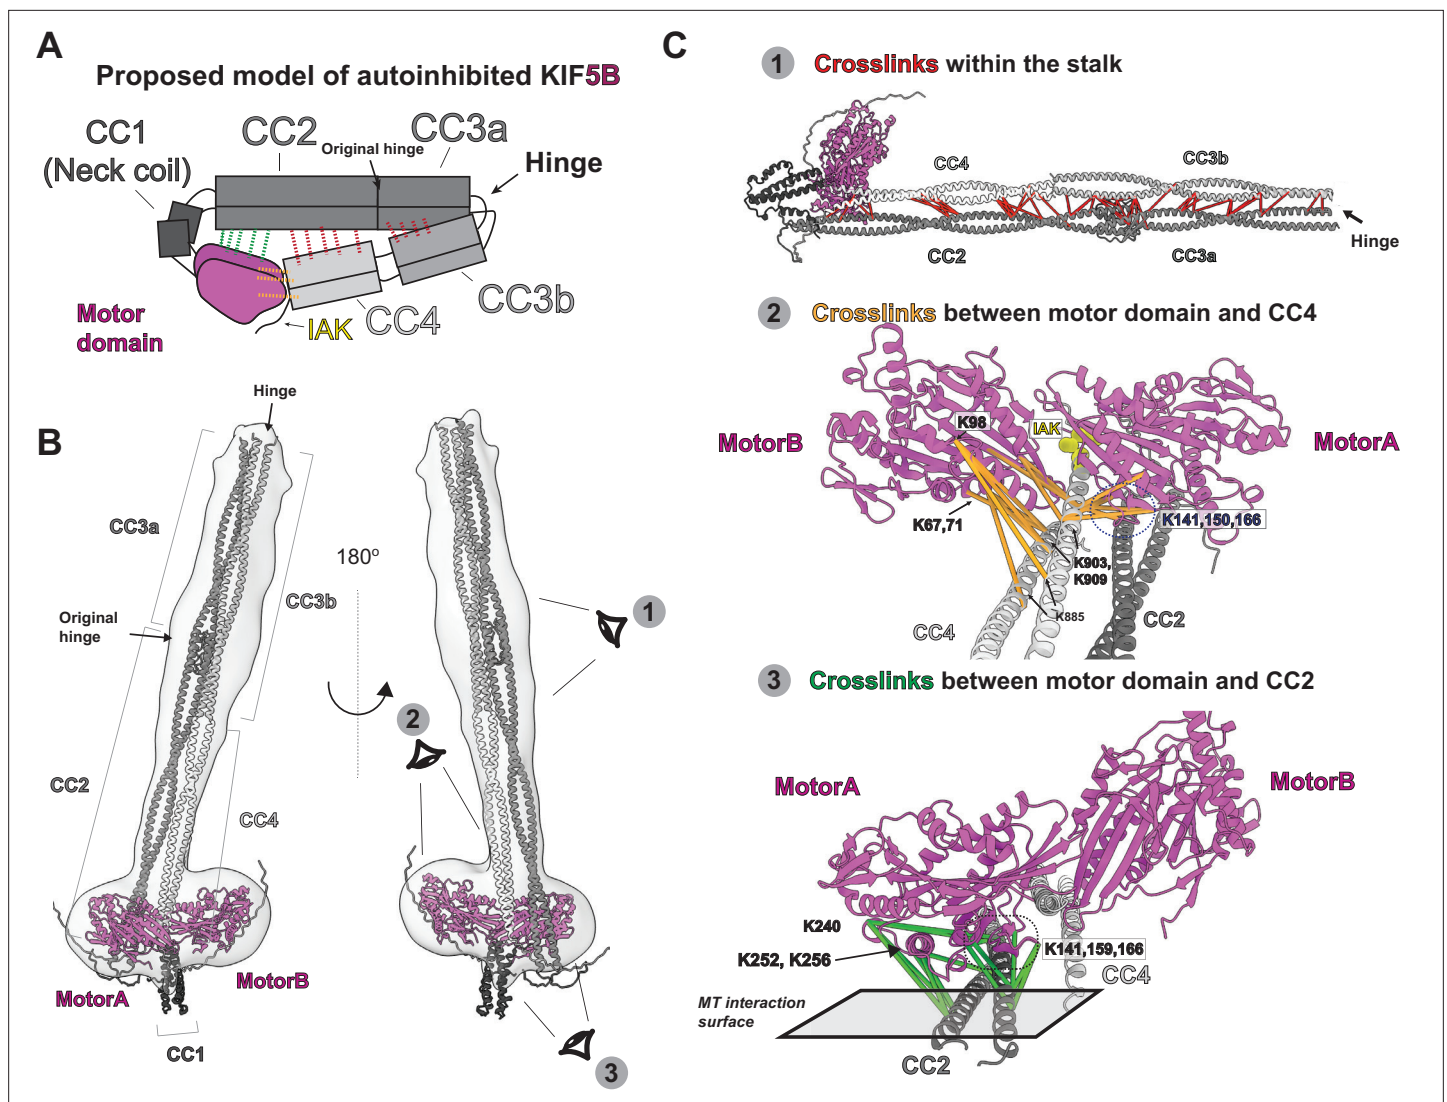 A
Proposed model of autoinhibited KIF5B
CC1
(Neck coil)
CC2
Original hinge
CC3a
Hinge
Motor
domain
IAK
CC4
CC3b
B
Hinge
CC3a
CC3b
Original
hinge
CC2
CC4
MotorA
MotorB
CC1
180º
1
2
3
C
1 Crosslinks within the stalk
CC4
CC3b
CC2
CC3a
Hinge
2 Crosslinks between motor domain and CC4
K98
IAK
MotorB
MotorA
K67,71
K141,150,166
K903,
K909
K885
CC4
CC2
3 Crosslinks between motor domain and CC2
MotorA
MotorB
K240
K252, K256
K141,159,166
CC4
MT interaction
surface
CC2